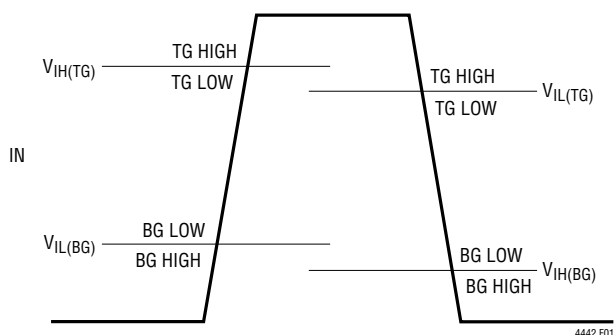 TG HIGH
V_IH(TG)
TG LOW
TG HIGH
V_IL(TG)
TG LOW
IN
BG LOW
V_IL(BG)
BG HIGH
BG LOW
V_IH(BG)
BG HIGH
4442 F01